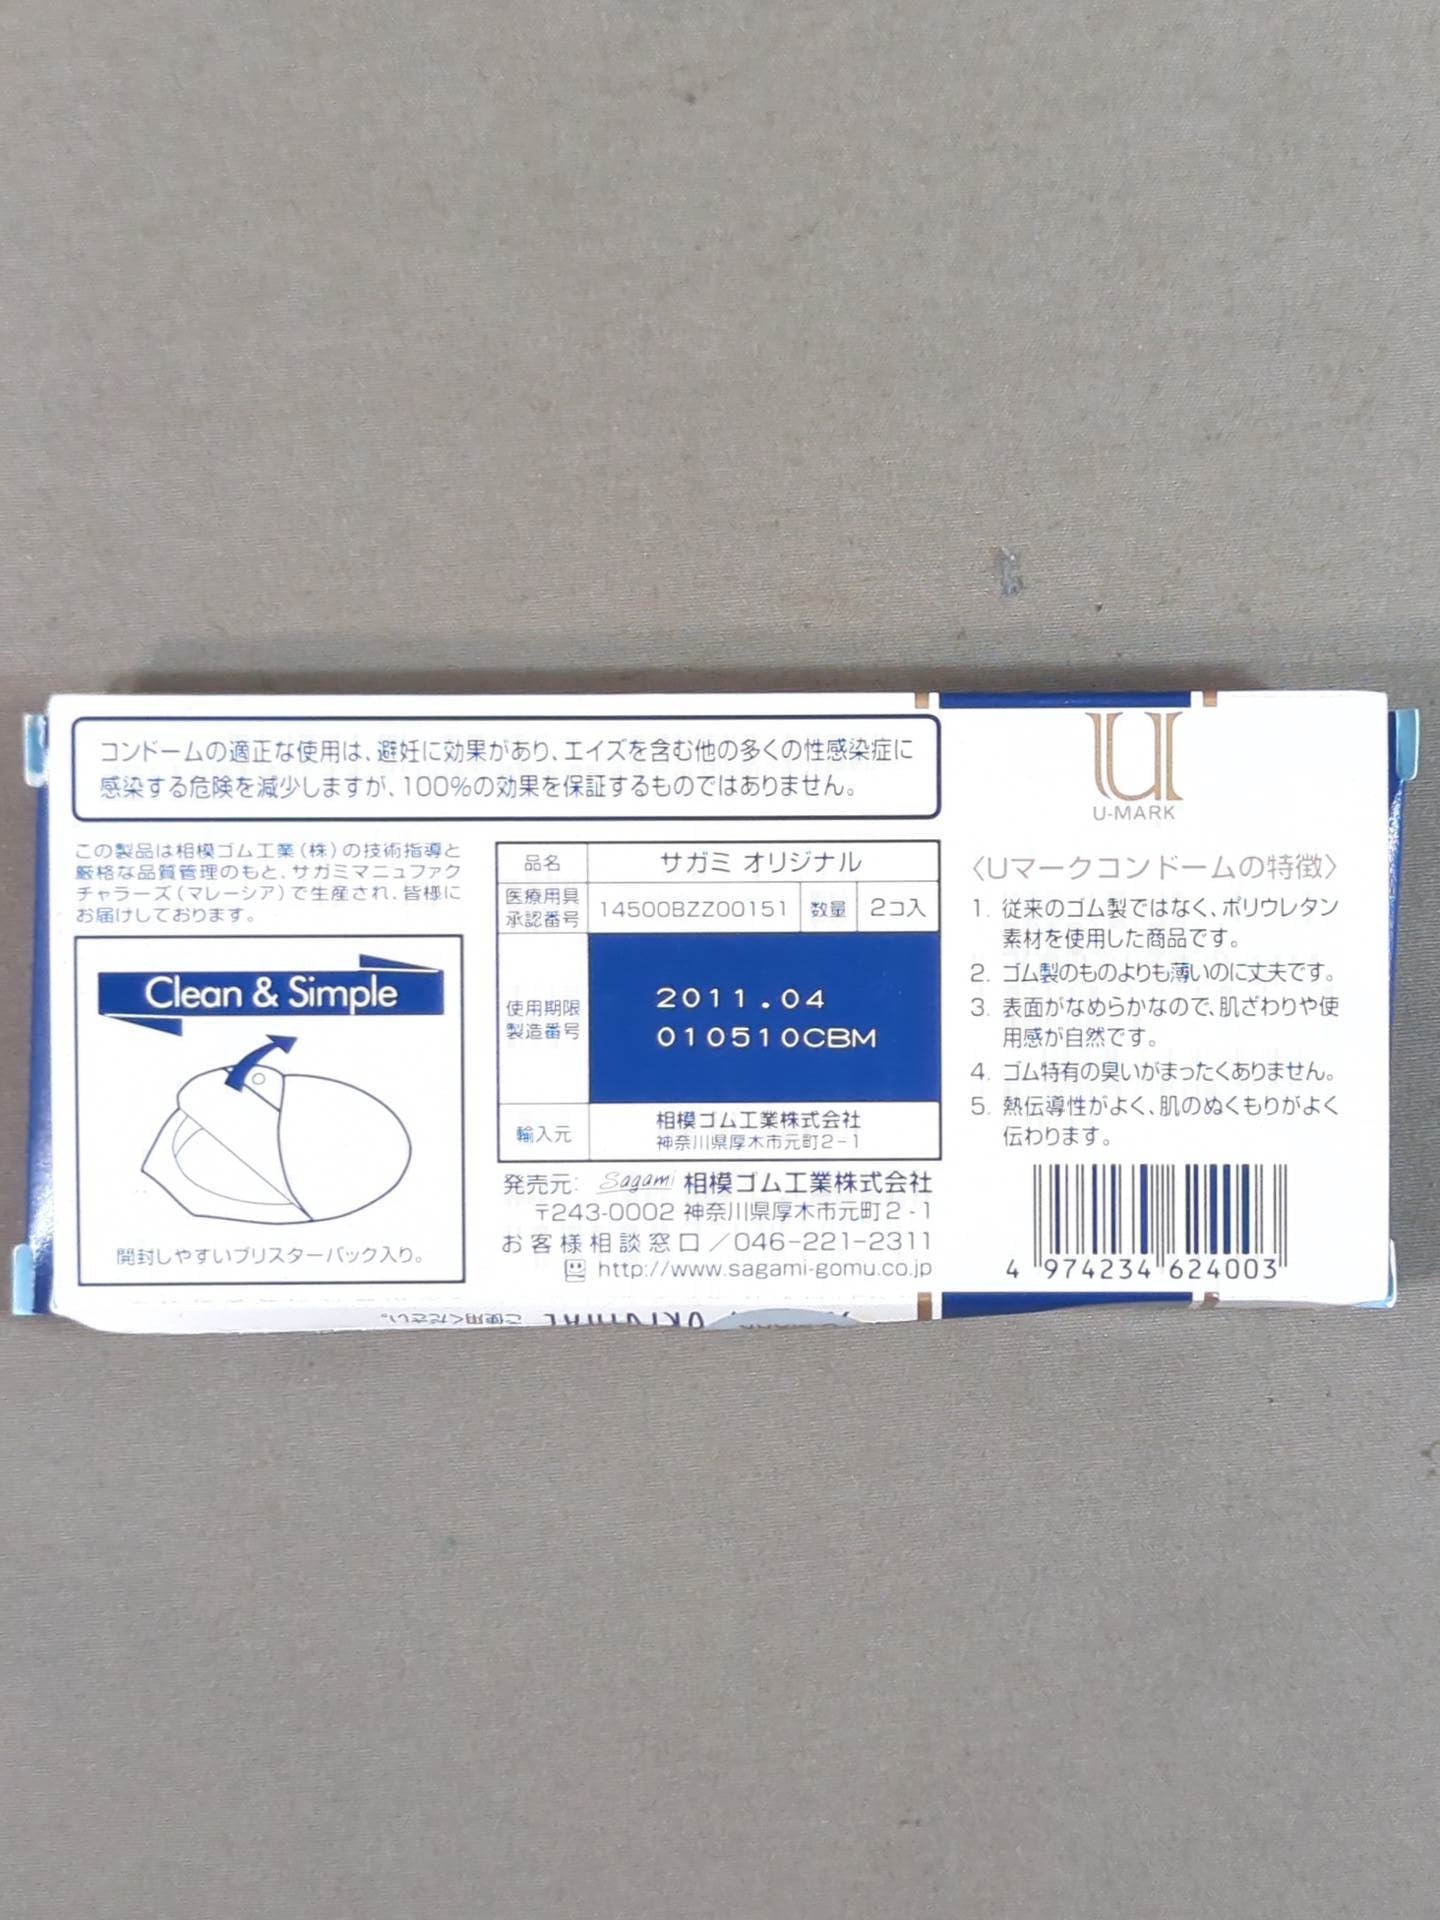 コンドームの適正な使用は、避妊に効果があり、エイズを含む他の多くの性感染症に
感染する危険を減少しますが、100%の効果を保証するものではありません。
この製品は相模ゴム工業(株)の技術指導と
厳格な品質管理のもと、サガミマニュファク
チャラーズ(マレーシア)で生産され、皆様に
お届けしております。
Clean & Simple
開封しやすいブリスターパック入り。
品名 サガミ オリジナル
医療用具
承認番号 14500BZZ00151 数量 2コ入
使用期限 2011.04
製造番号 010510CBM
輸入元 相模ゴム工業株式会社
神奈川県厚木市元町2-1
発売元: Sagami 相模ゴム工業株式会社
〒243-0002 神奈川県厚木市元町2-1
お客様相談窓口/046-221-2311
http://www.sagami-gomu.co.jp
U
U-MARK
〈Uマークコンドームの特徴〉
1. 従来のゴム製ではなく、ポリウレタン
素材を使用した商品です。
2. ゴム製のものよりも薄いのに丈夫です。
3. 表面がなめらかなので、肌ざわりや使
用感が自然です。
4. ゴム特有の臭いがまったくありません。
5. 熱伝導性がよく、肌のぬくもりがよく
伝わります。
4 974234 624003
ご使用ください。